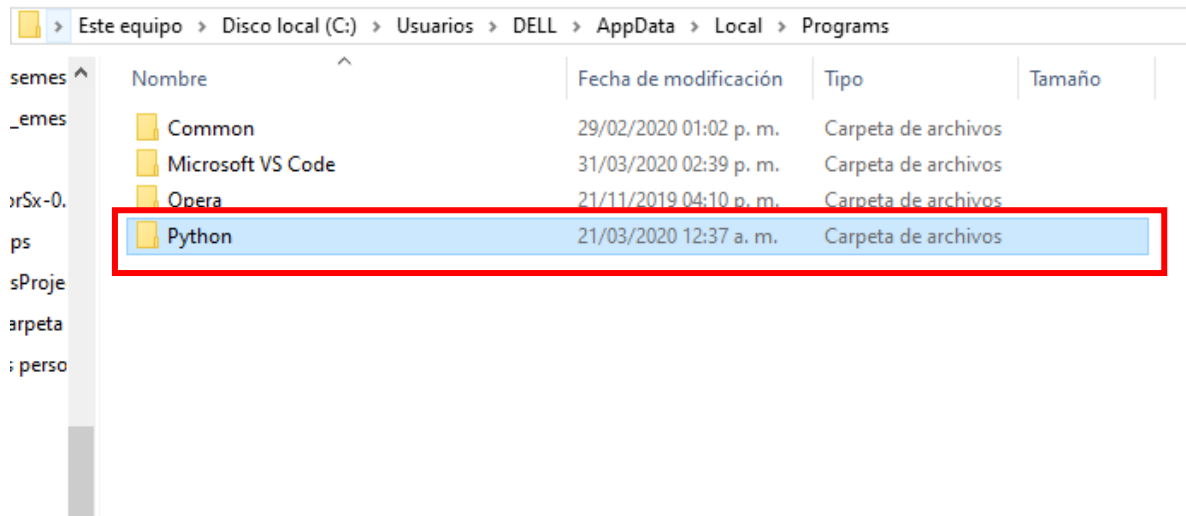 Este equipo > Disco local (C:) > Usuarios > DELL > AppData > Local > Programs
Nombre Fecha de modificación Tipo Tamaño
Common 29/02/2020 01:02 p. m. Carpeta de archivos
Microsoft VS Code 31/03/2020 02:39 p. m. Carpeta de archivos
Opera 21/11/2019 04:10 p. m. Carpeta de archivos
Python 21/03/2020 12:37 a. m. Carpeta de archivos
semes
_emes
orSx-0.
ps
sProje
arpeta
s perso